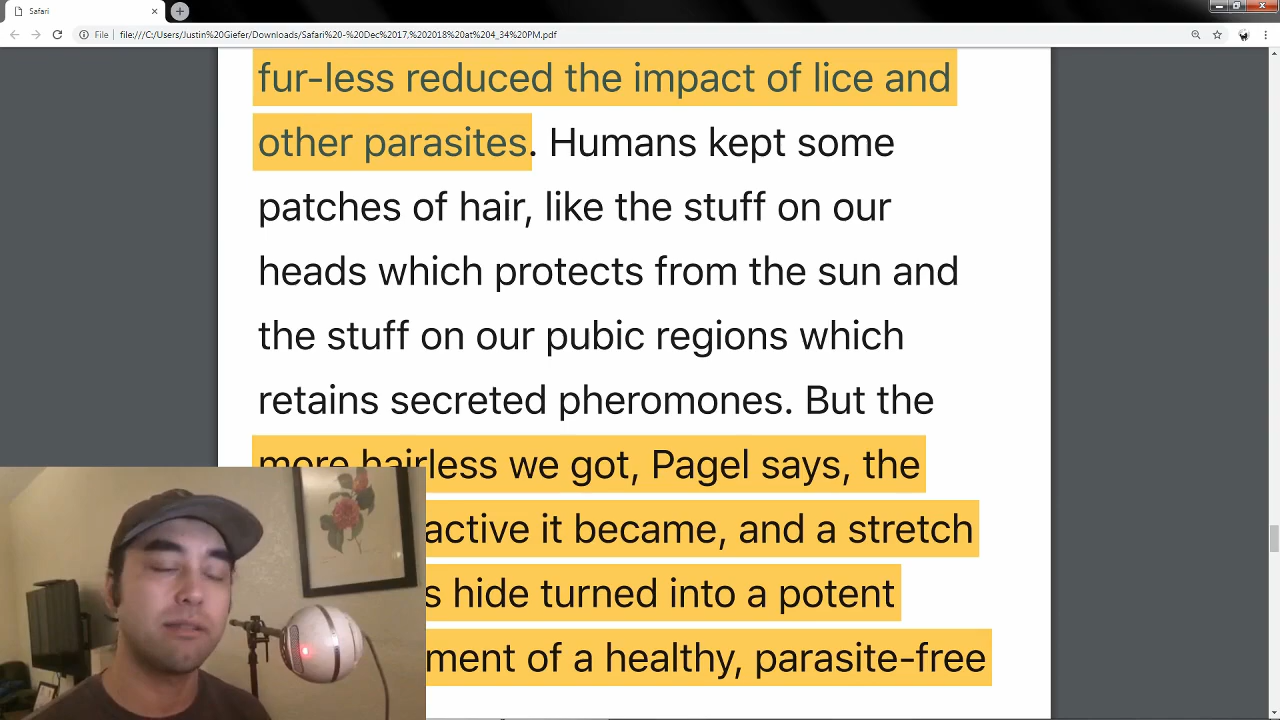 Safari
File
file:///C:/Users/Justin%20Giefer/Downloads/Safari%20-%20Dec%2017,%202018%20at%204_34%20PM.pdf
fur-less reduced the impact of lice and
other parasites. Humans kept some
patches of hair, like the stuff on our
heads which protects from the sun and
the stuff on our pubic regions which
retains secreted pheromones. But the
more hairless we got, Pagel says, the
active it became, and a stretch
s hide turned into a potent
ment of a healthy, parasite-free